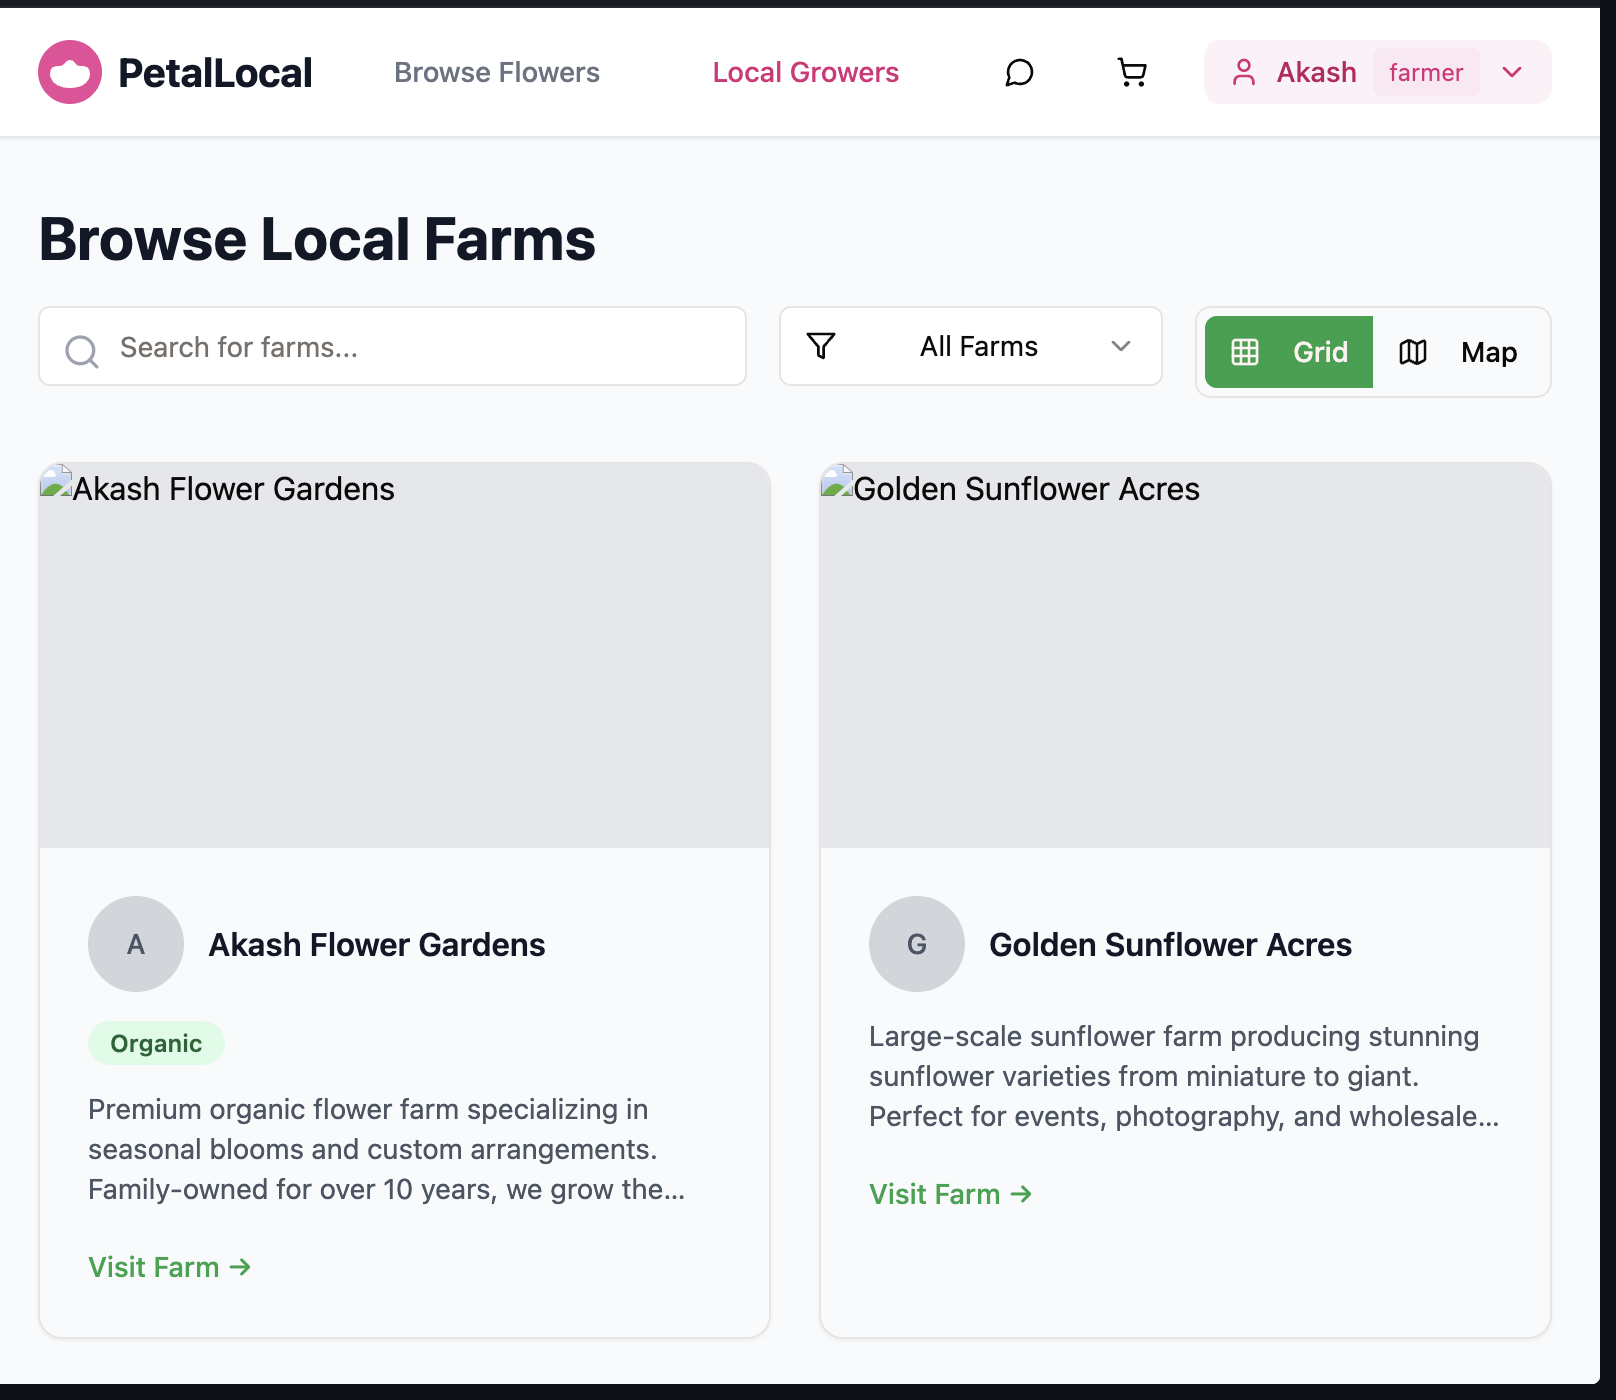 PetalLocal
Browse Flowers
Local Growers
Akash
farmer
Browse Local Farms
Search for farms...
All Farms
Grid
Map
Akash Flower Gardens
Golden Sunflower Acres
A
Akash Flower Gardens
Organic
Premium organic flower farm specializing in
seasonal blooms and custom arrangements.
Family-owned for over 10 years, we grow the...
Visit Farm →
G
Golden Sunflower Acres
Large-scale sunflower farm producing stunning
sunflower varieties from miniature to giant.
Perfect for events, photography, and wholesale...
Visit Farm →